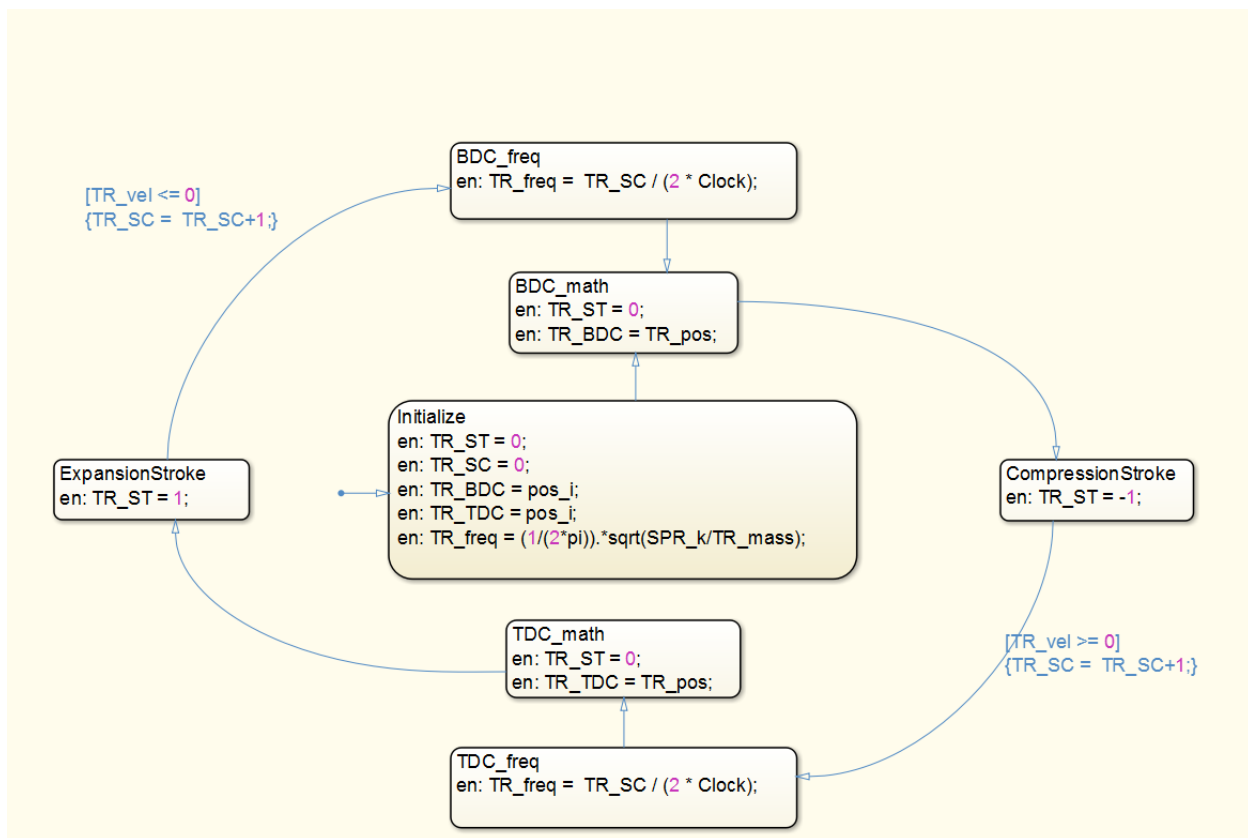 BDC_freq
en: TR_freq = TR_SC / (2 * Clock);
[TR_vel <= 0]
{TR_SC = TR_SC+1;}
BDC_math
en: TR_ST = 0;
en: TR_BDC = TR_pos;
Initialize
en: TR_ST = 0;
en: TR_SC = 0;
en: TR_BDC = pos_i;
en: TR_TDC = pos_i;
en: TR_freq = (1/(2*pi)).*sqrt(SPR_k/TR_mass);
ExpansionStroke
en: TR_ST = 1;
CompressionStroke
en: TR_ST = -1;
TDC_math
en: TR_ST = 0;
en: TR_TDC = TR_pos;
[TR_vel >= 0]
{TR_SC = TR_SC+1;}
TDC_freq
en: TR_freq = TR_SC / (2 * Clock);